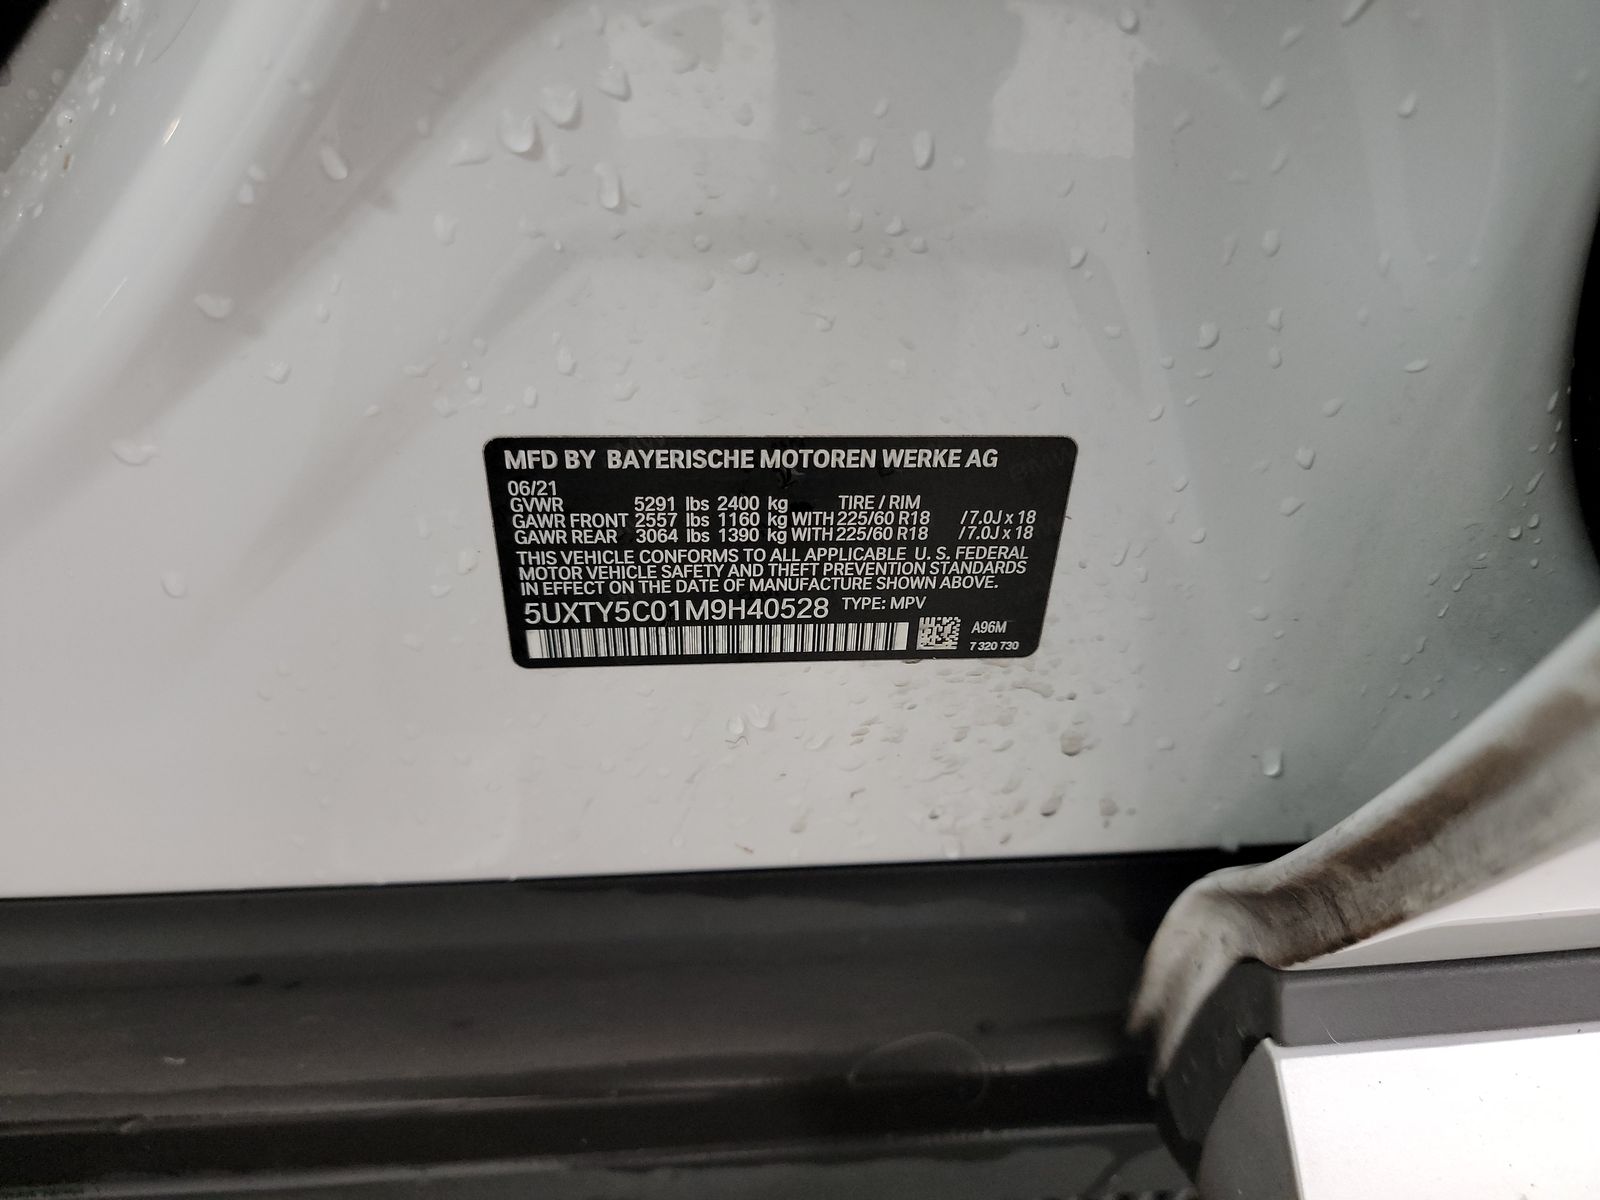 MFD BY BAYERISCHE MOTOREN WERKE AG
06/21
GVWR 5291 lbs 2400 kg TIRE / RIM
GAWR FRONT 2557 lbs 1160 kg WITH 225/60 R18 / 7.0J x 18
GAWR REAR 3064 lbs 1390 kg WITH 225/60 R18 / 7.0J x 18
THIS VEHICLE CONFORMS TO ALL APPLICABLE U. S. FEDERAL
MOTOR VEHICLE SAFETY AND THEFT PREVENTION STANDARDS
IN EFFECT ON THE DATE OF MANUFACTURE SHOWN ABOVE.
5UXTY5C01M9H40528 TYPE: MPV
A96M
7 320 730